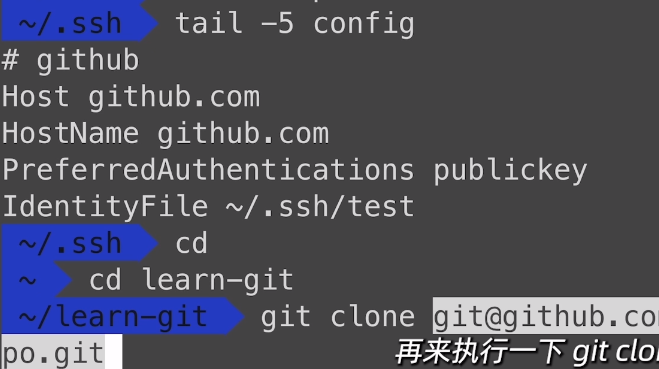 ~/.ssh tail -5 config
# github
Host github.com
HostName github.com
PreferredAuthentications publickey
IdentityFile ~/.ssh/test
~/.ssh cd
~ cd learn-git
~/learn-git git clone git@github.co
po.git
再来执行一下 git clo